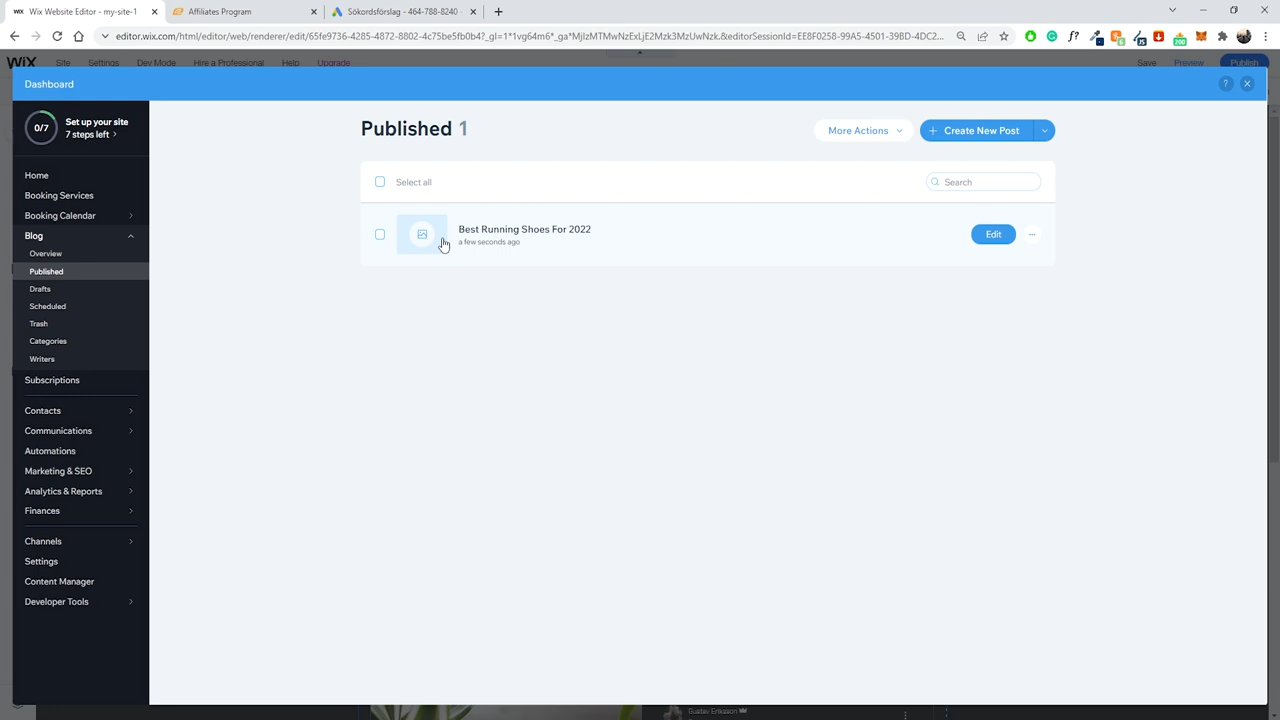 Wix Website Editor - my-site-1
Affiliates Program
Sökordsförslag - 464-788-8240
editor.wix.com/html/editor/web/renderer/edit/65fe9736-4285-4872-8802-4c75be5fb0b4?_gl=1*1vg64m6*_ga*MjIzMTMwNzExLjE2Mzk3MzUwNzk.&editorSessionId=EE8F0258-99A5-4501-39BD-4DC2...
WiX
Site
Settings
Dev Mode
Hire a Professional
Help
Upgrade
Save
Preview
Publish
Dashboard
0/7
Set up your site
7 steps left >
Home
Booking Services
Booking Calendar
Blog
Overview
Published
Drafts
Scheduled
Trash
Categories
Writers
Subscriptions
Contacts
Communications
Automations
Marketing & SEO
Analytics & Reports
Finances
Channels
Settings
Content Manager
Developer Tools
Published 1
More Actions
+ Create New Post
Select all
Search
Best Running Shoes For 2022
a few seconds ago
Edit
...
Gustav Eriksson